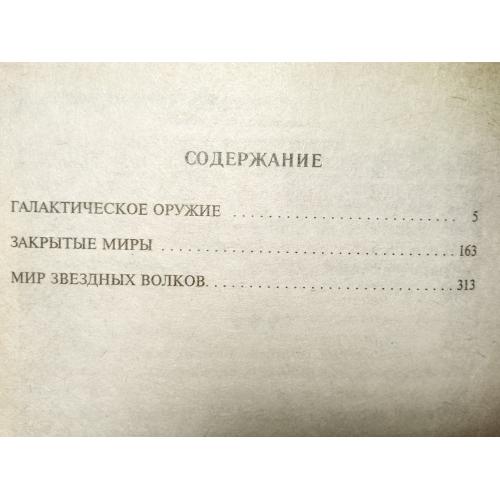 СОДЕРЖАНИЕ
ГАЛАКТИЧЕСКОЕ ОРУЖИЕ ........................ 5
ЗАКРЫТЫЕ МИРЫ ................................ 163
МИР ЗВЕЗДНЫХ ВОЛКОВ. .......................... 313